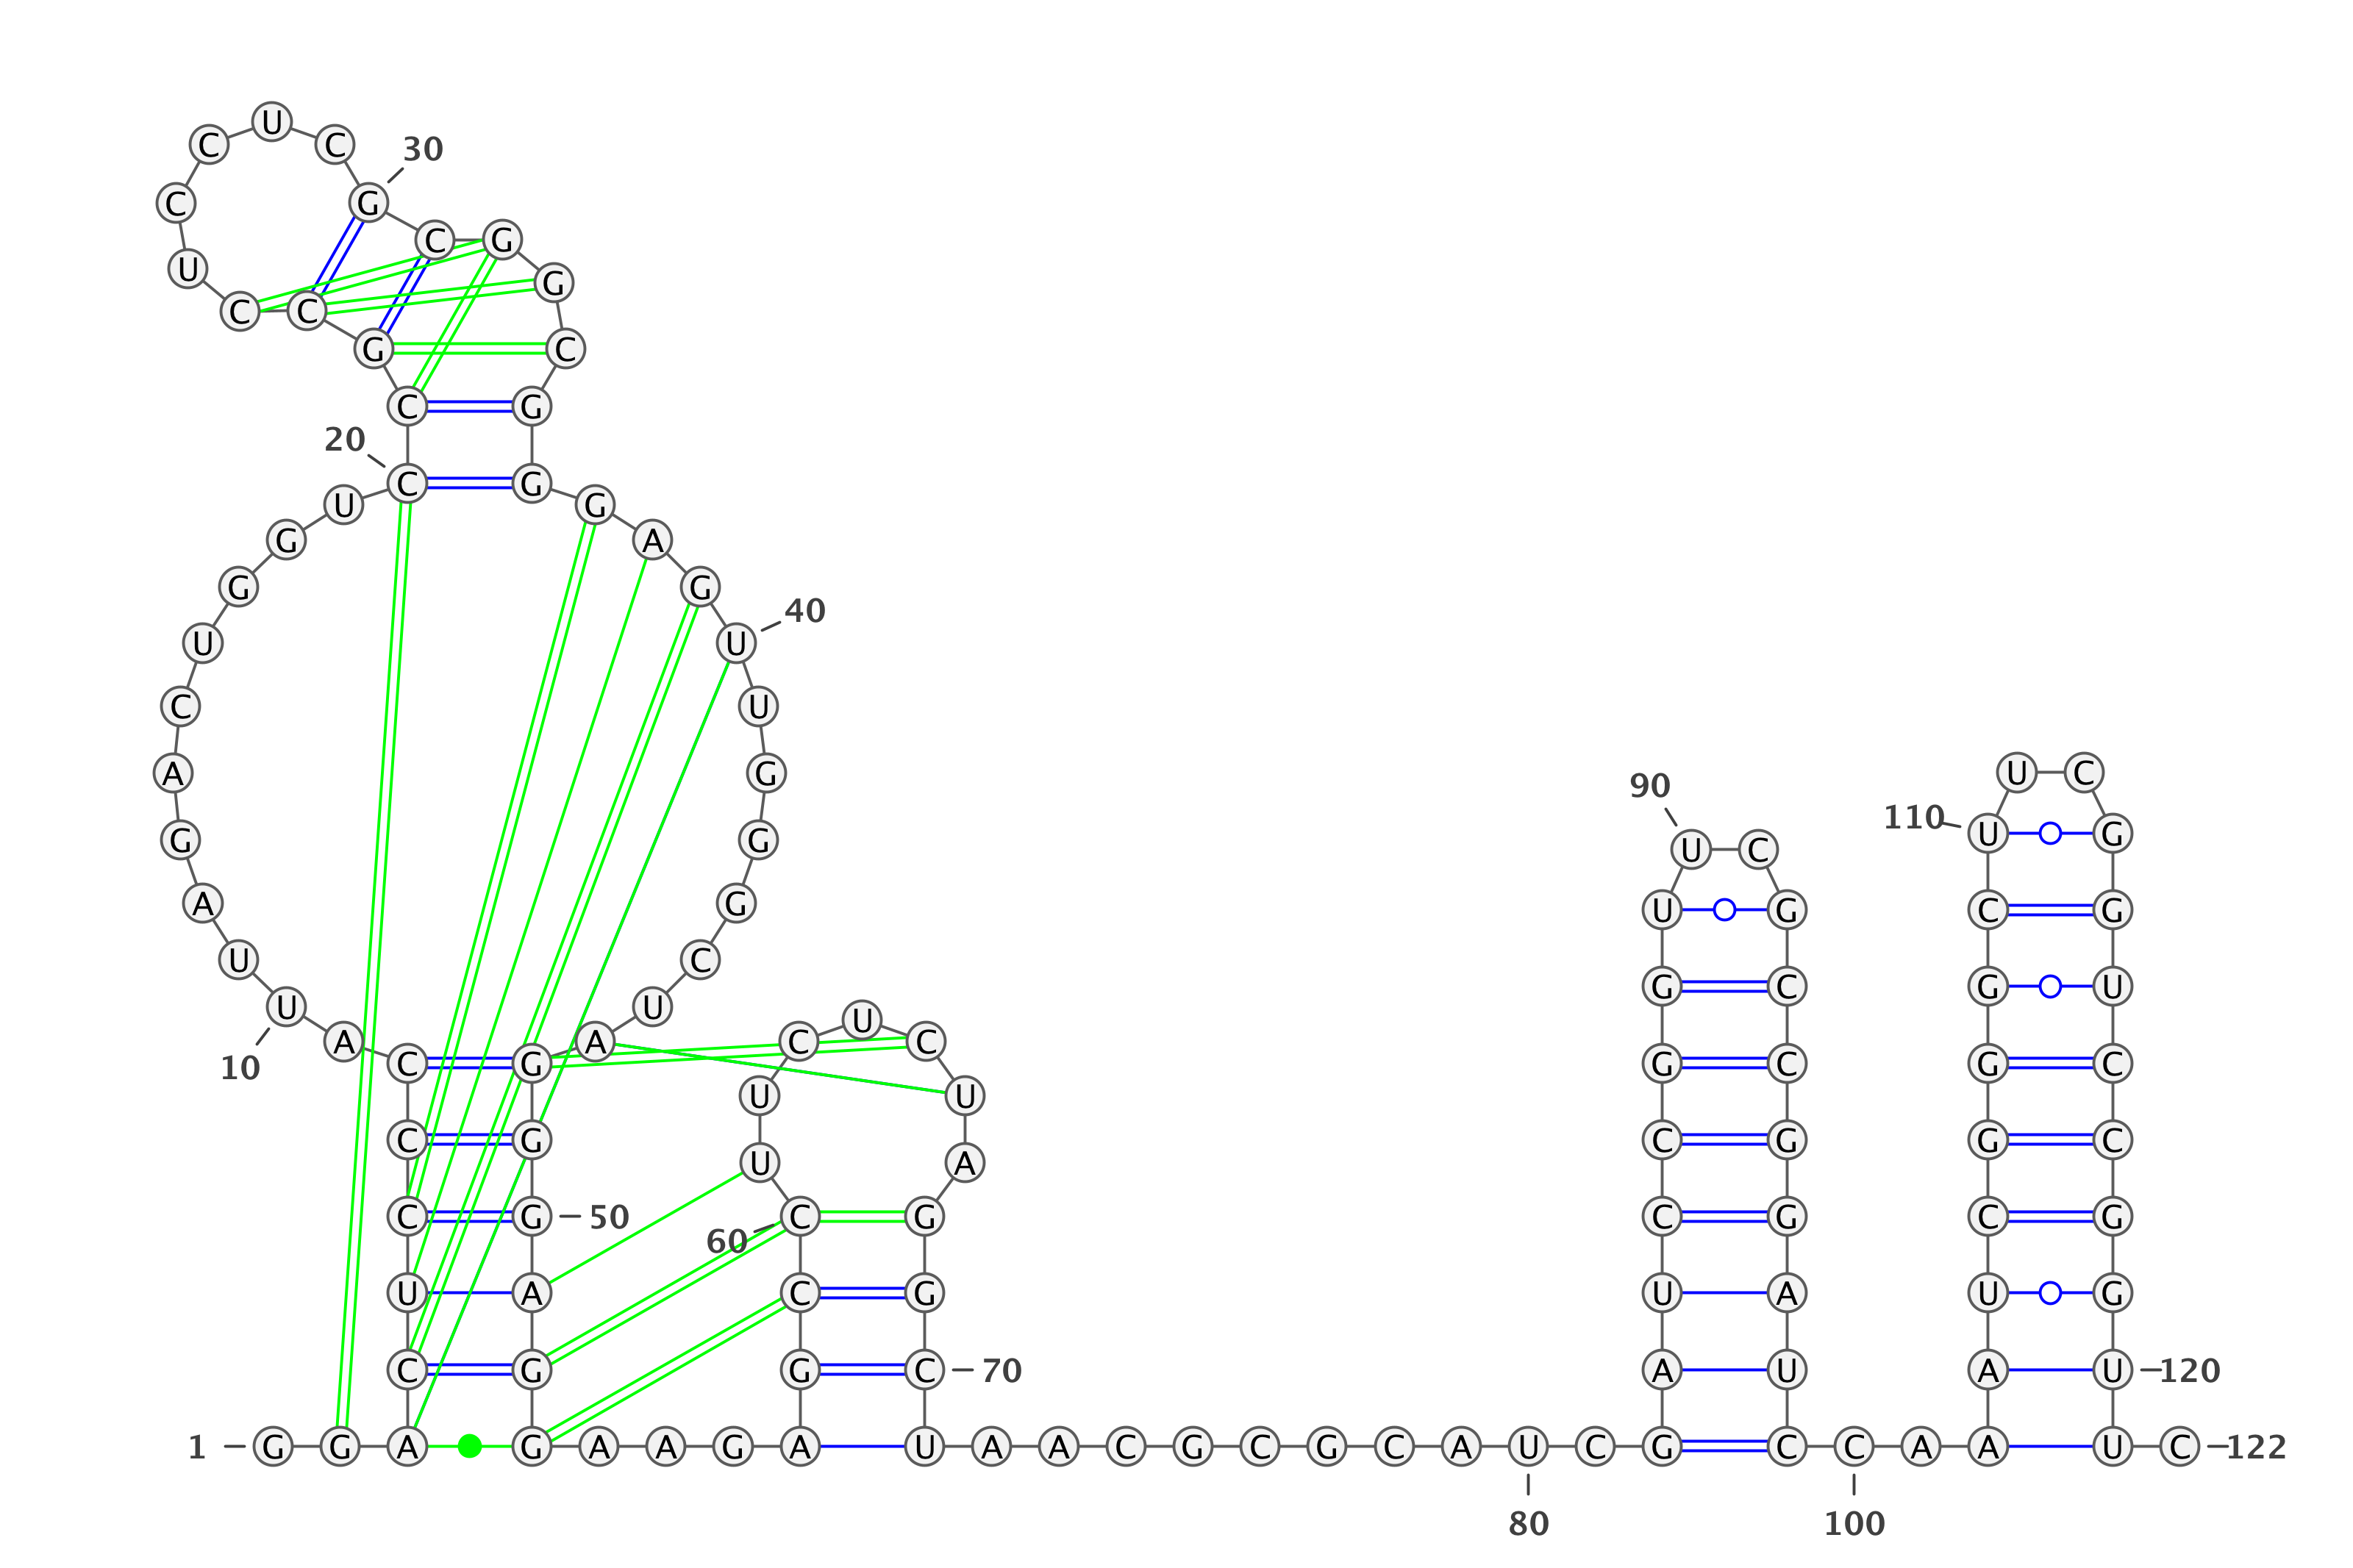 U
C C 30
C G
C G
U G
C C
G C
C G
20
C G
U G
G A
G G
40
U U
C U
A G U C
90
110 U G
G G U C
A G U G C G
U C
G C G U
U U U
A A C C
C G G C G C
10
U U
C G C G G C
U A
C G 50 C G C G C G
60
U A C G U A U G
C G G C 70 A U A U 120
1 G G A G A A G A U A A C G C G C A U C G C C A A U C 122
80 100